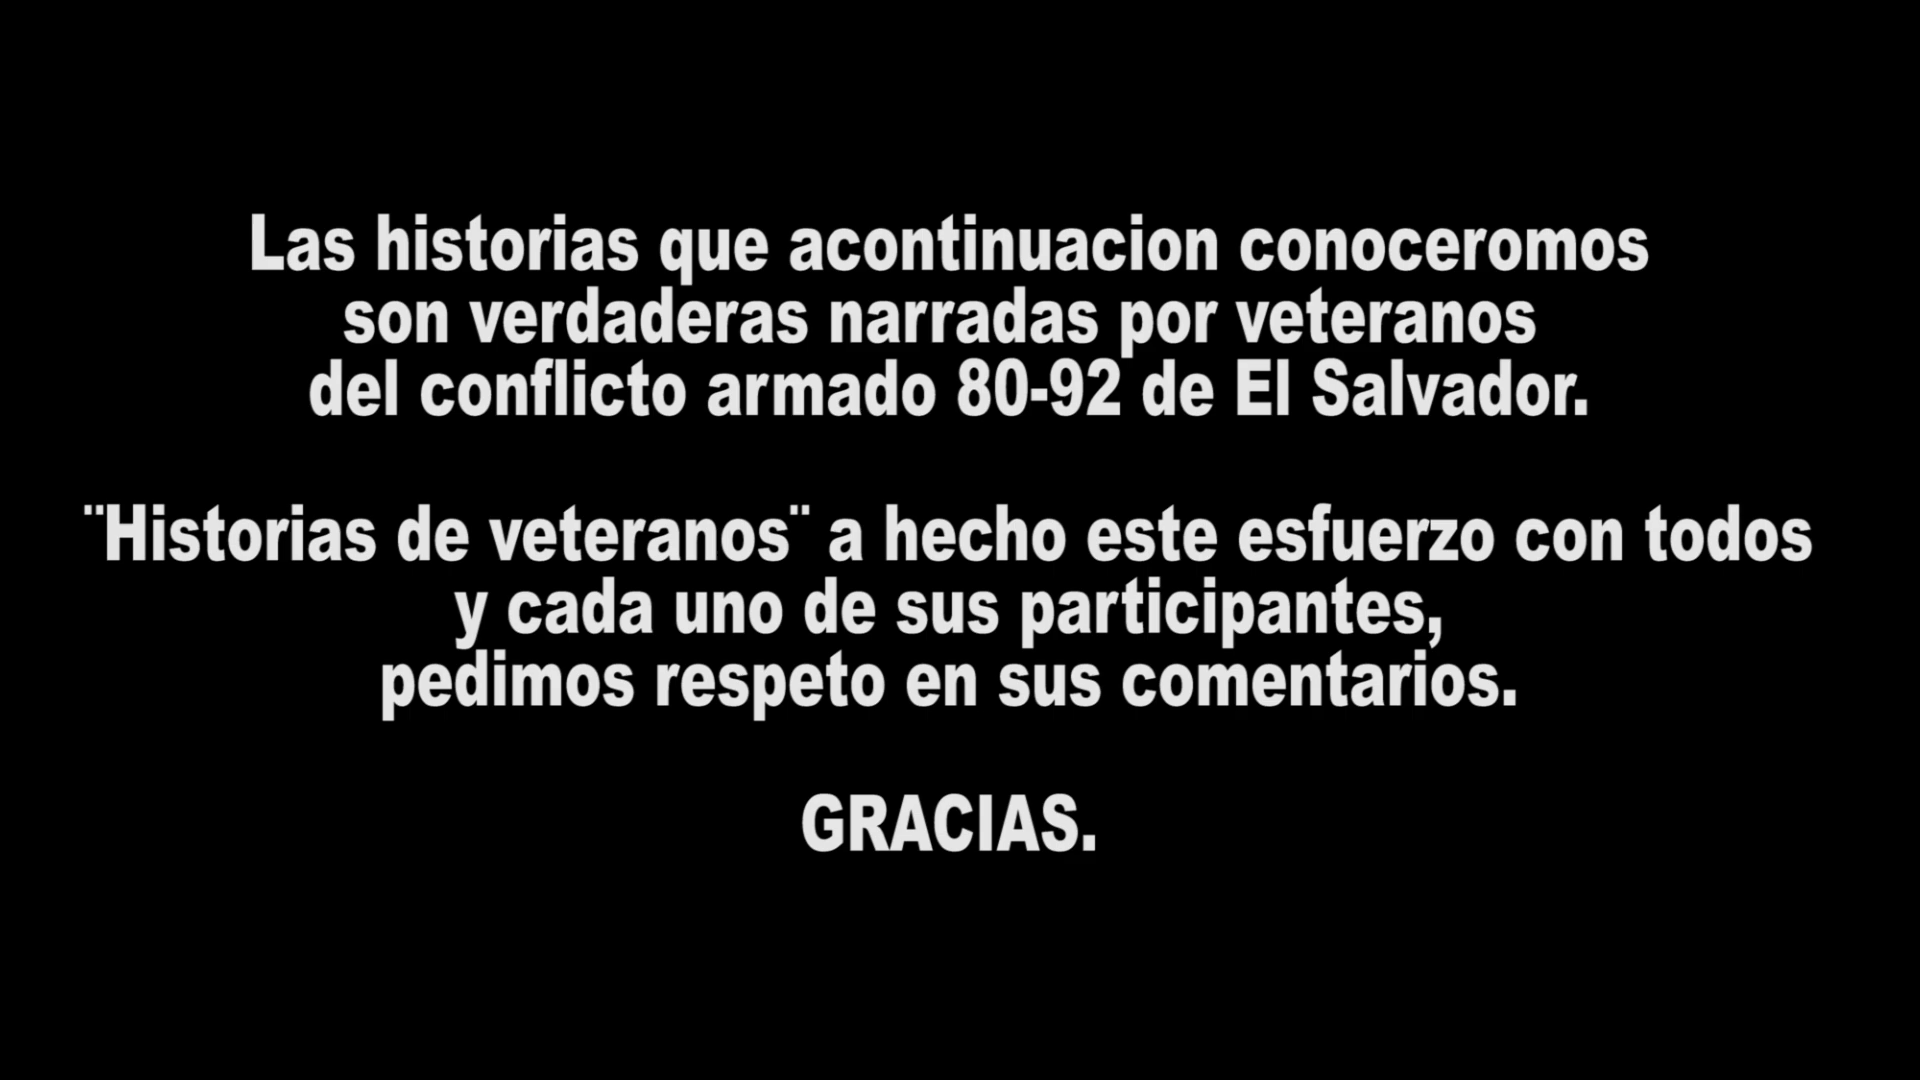 Las historias que acontinuacion conoceromos
son verdaderas narradas por veteranos
del conflicto armado 80-92 de El Salvador.
¨Historias de veteranos¨ a hecho este esfuerzo con todos
y cada uno de sus participantes,
pedimos respeto en sus comentarios.
GRACIAS.